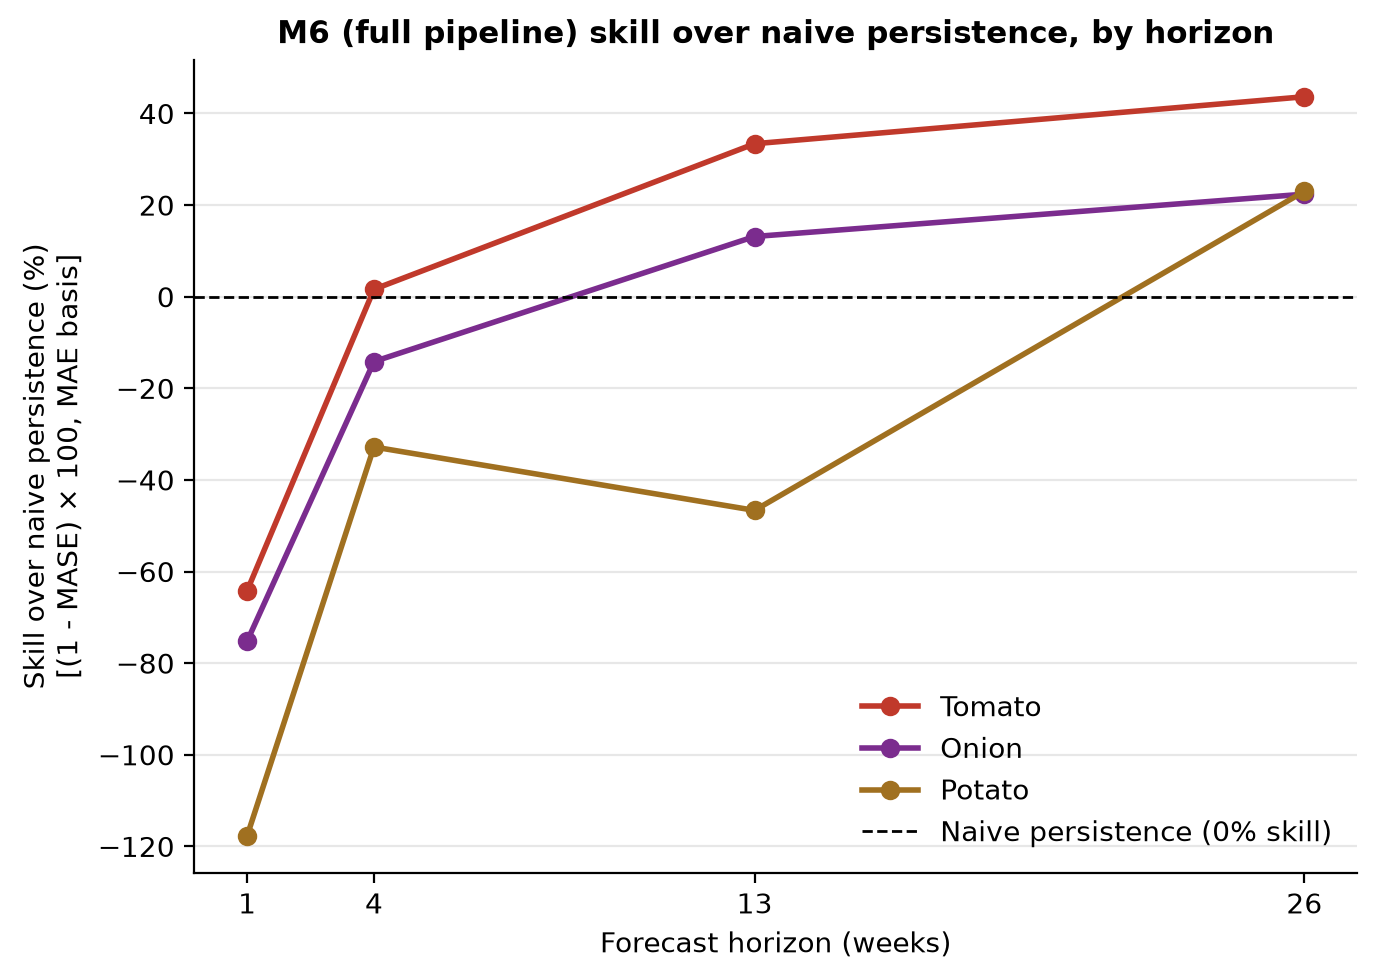 M6 (full pipeline) skill over naive persistence, by horizon
Skill over naive persistence (%)
[(1 - MASE) × 100, MAE basis]
40
20
0
−20
−40
−60
−80
−100
−120
Tomato
Onion
Potato
Naive persistence (0% skill)
1 4 13 26
Forecast horizon (weeks)